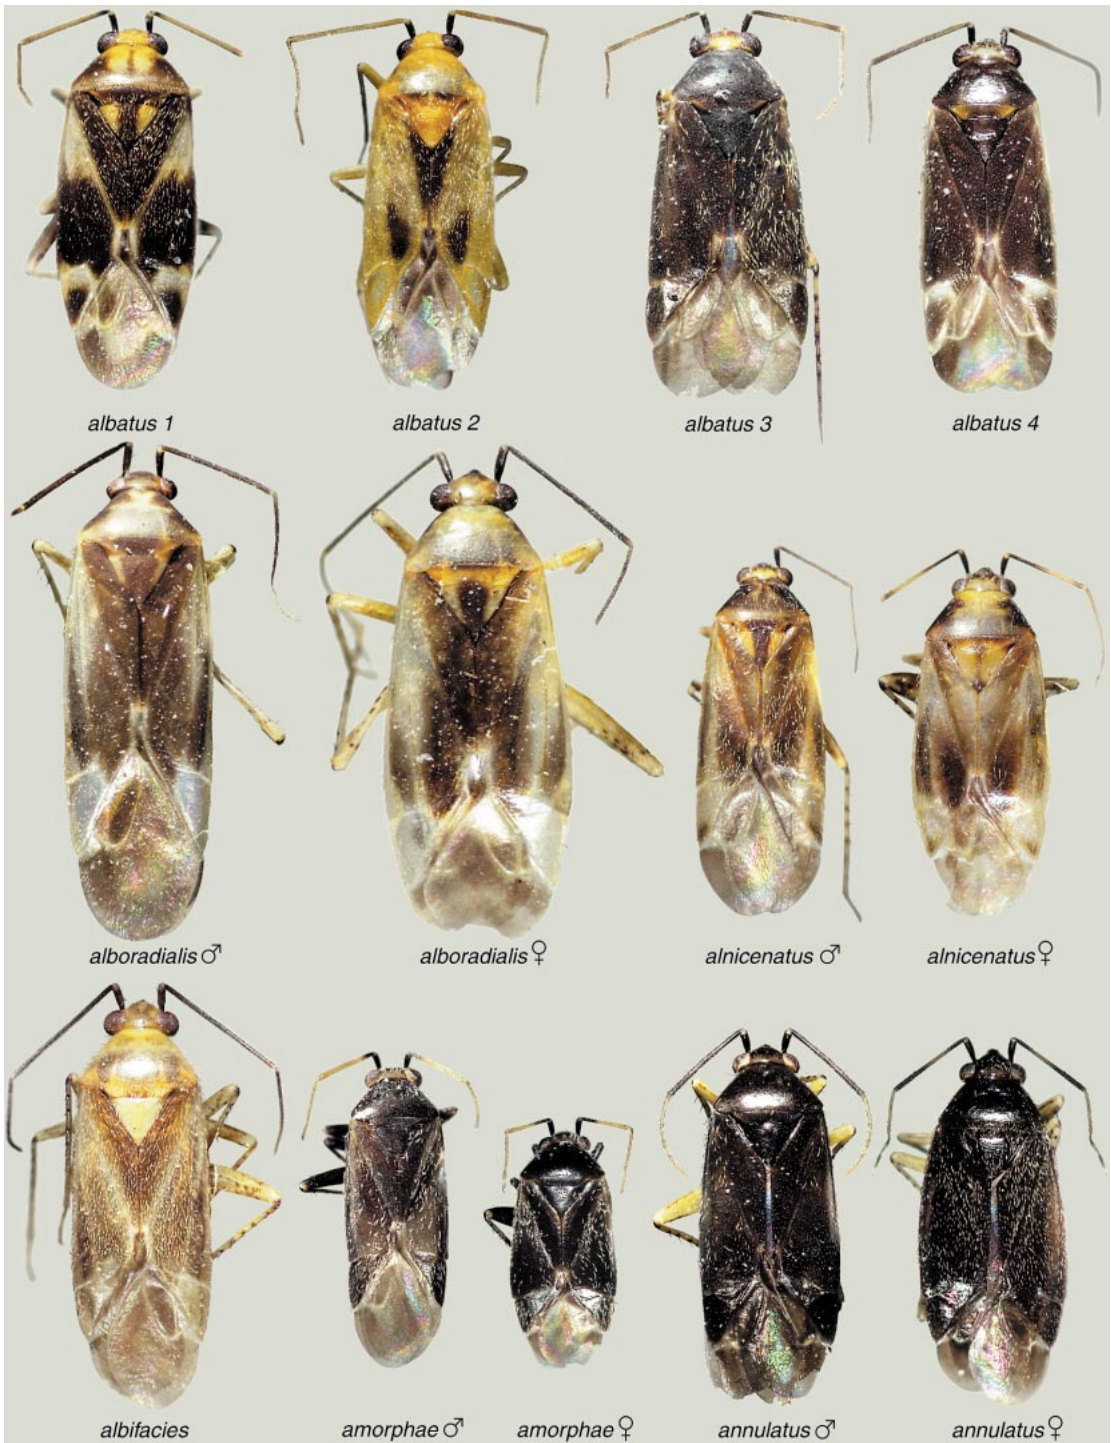 albatus 1 albatus 2 albatus 3 albatus 4
alboradialis ♂ alboradialis ♀ alnicenatus ♂ alnicenatus ♀
albifacies amorphae ♂ amorphae ♀ annulatus ♂ annulatus ♀